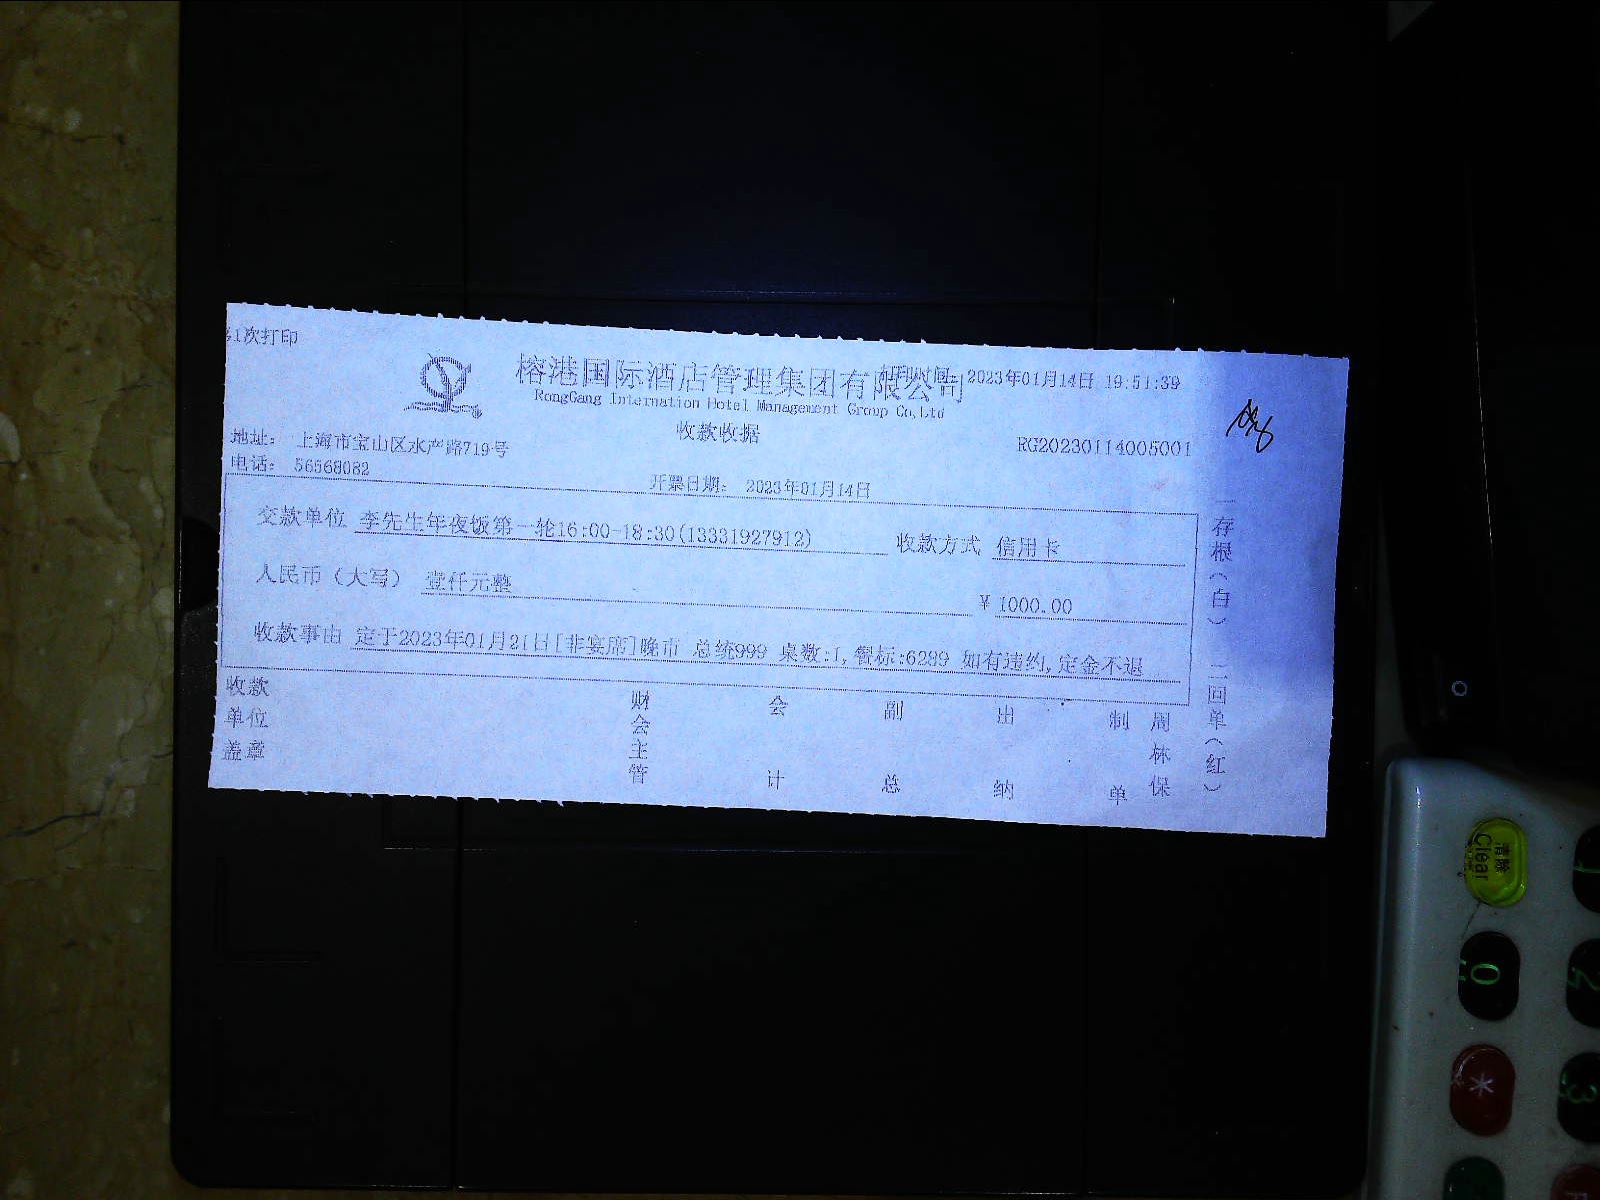 第1次打印
榕港国际酒店管理集团有限公司
打印时间: 2023年01月14日 19:51:39
RongGang Internation Hotel Management Group Co,Ltd
收款收据
地址: 上海市宝山区水产路719号
RG20230114005001
电话: 56568082
开票日期: 2023年01月14日
交款单位 李先生年夜饭第一轮16:00-18:30(13331927912) 收款方式 信用卡
人民币（大写） 壹仟元整 ¥ 1000.00
收款事由 定于2023年01月21日[非宴席]晚市 总统999 桌数:1,餐标:6289 如有违约,定金不退
收款单位盖章
财会主管
会计
副总
出纳
制单
周林保
一存根(白) 二回单(红)
清除
Clear
0
2
*
3